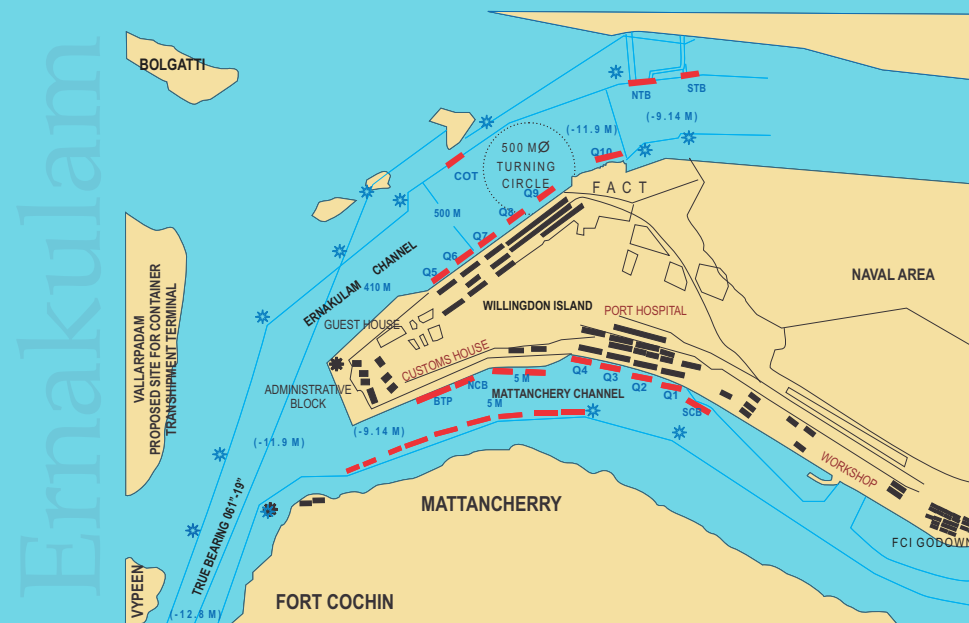 Ernakulam
BOLGATTI
NTB
STB
(-9.14 M)
(-11.9 M)
Q10
500 MØ
TURNING
CIRCLE
COT
FACT
Q9
Q8
500 M
Q7
Q6
Q5
ERNAKULAM CHANNEL
410 M
NAVAL AREA
WILLINGDON ISLAND
PORT HOSPITAL
GUEST HOUSE
VALLARPADAM
PROPOSED SITE FOR CONTAINER
TRANSHIPMENT TERMINAL
CUSTOMS HOUSE
ADMINISTRATIVE
BLOCK
Q4
Q3
Q2
Q1
SCB
NCB
5 M
BTP
5 M
MATTANCHERY CHANNEL
(-9.14 M)
(-11.9 M)
WORKSHOP
MATTANCHERRY
TRUE BEARING 061°-19"
FCI GODOWN
VYPEEN
FORT COCHIN
(-12.8 M)